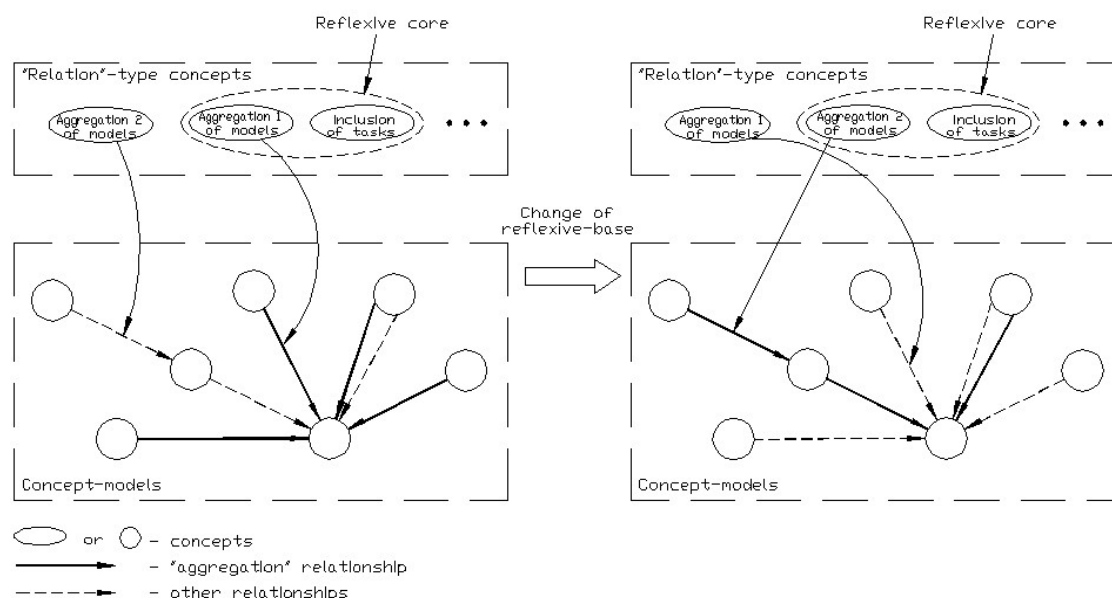 Reflexive core
"Relation"-type concepts
Aggregation 2
of models
Aggregation 1
of models
Inclusion
of tasks
• • •
Concept-models
Change of
reflexive-base
Reflexive core
"Relation"-type concepts
Aggregation 1
of models
Aggregation 2
of models
Inclusion
of tasks
• • •
Concept-models
or - concepts
- "aggregation" relationship
- other relationships